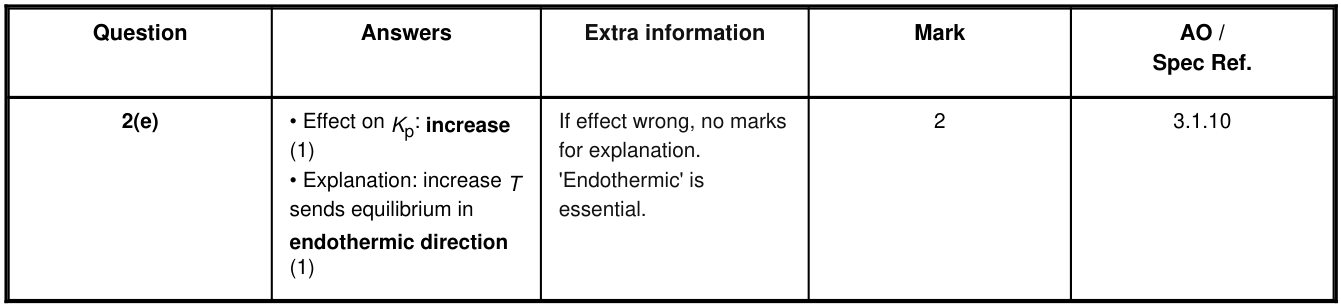 Question Answers Extra information Mark AO /
Spec Ref.
2(e)
• Effect on Kp: increase
(1)
• Explanation: increase T
sends equilibrium in
endothermic direction
(1)
If effect wrong, no marks
for explanation.
'Endothermic' is
essential.
2
3.1.10